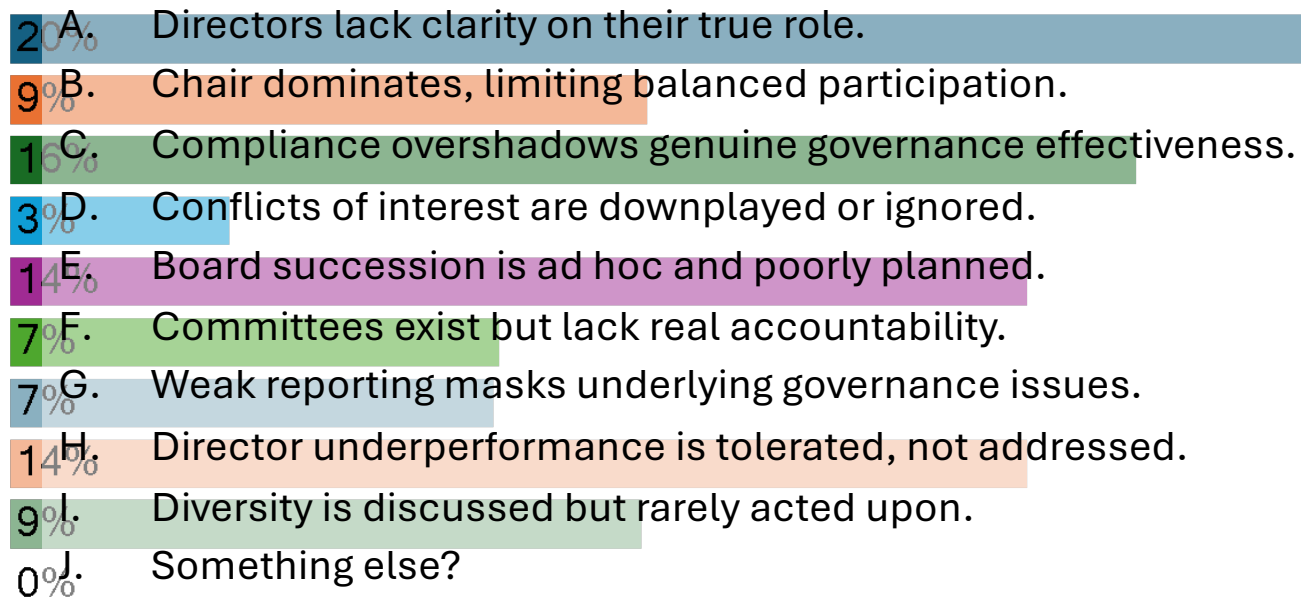 20% A. Directors lack clarity on their true role.
9% B. Chair dominates, limiting balanced participation.
16% C. Compliance overshadows genuine governance effectiveness.
3% D. Conflicts of interest are downplayed or ignored.
14% E. Board succession is ad hoc and poorly planned.
7% F. Committees exist but lack real accountability.
7% G. Weak reporting masks underlying governance issues.
14% H. Director underperformance is tolerated, not addressed.
9% I. Diversity is discussed but rarely acted upon.
0% J. Something else?